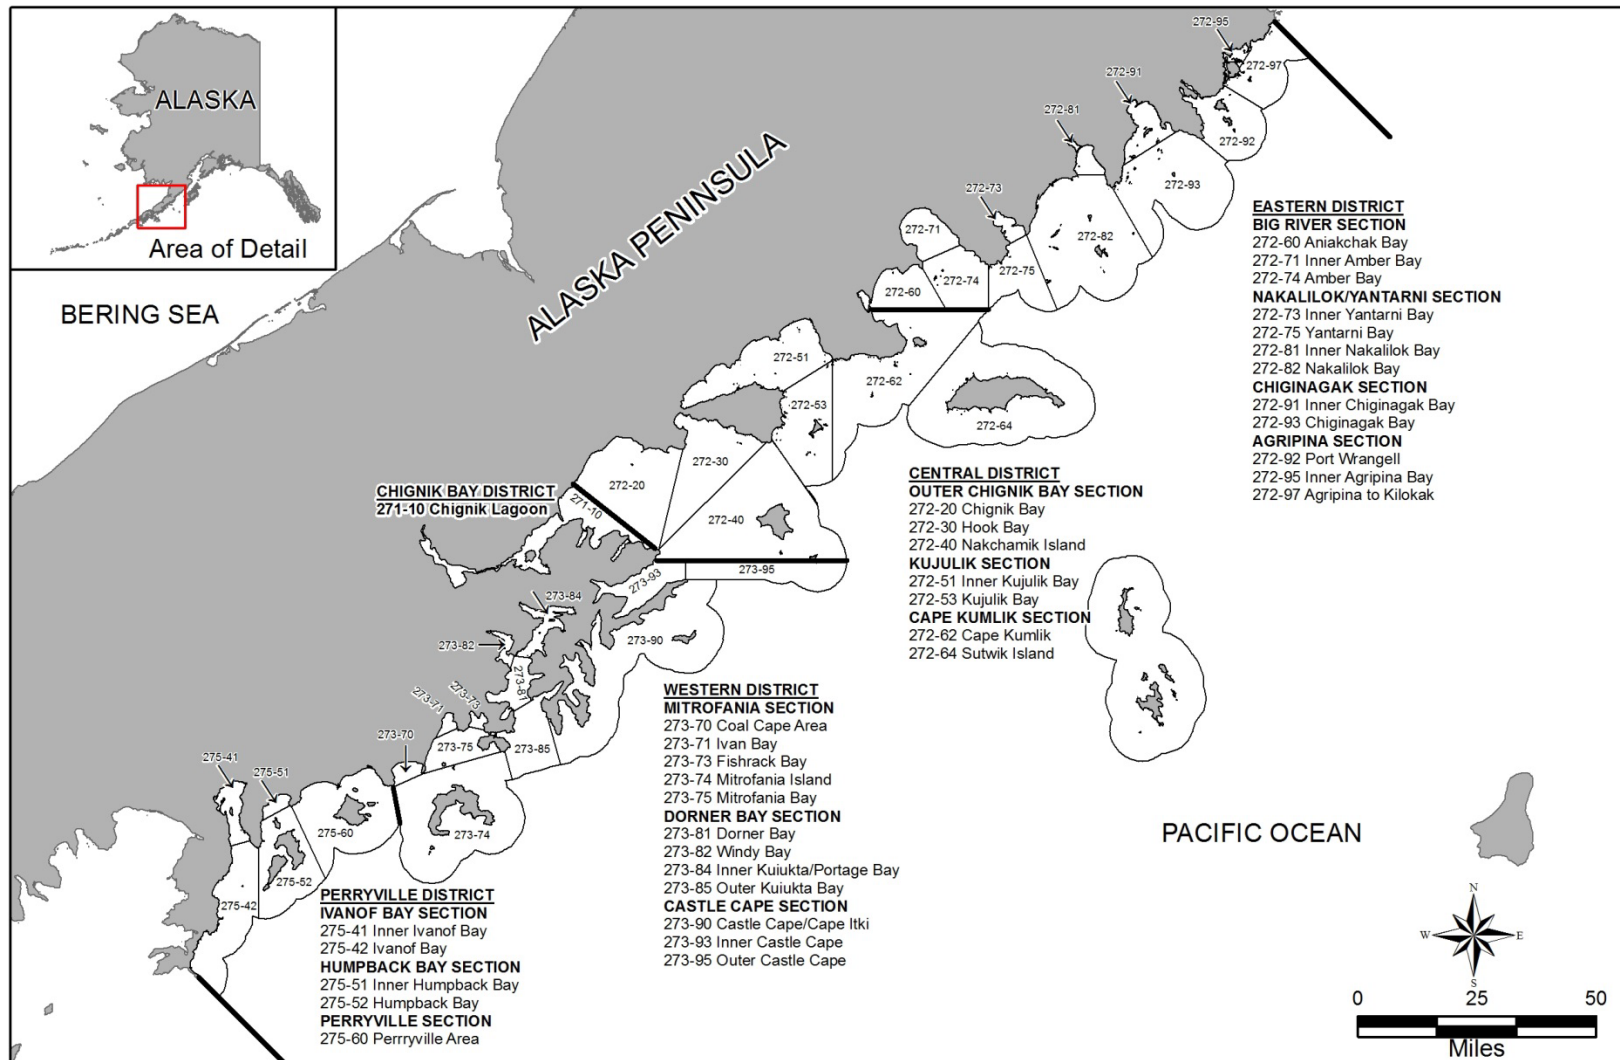 ALASKA
Area of Detail
BERING SEA
ALASKA PENINSULA
PACIFIC OCEAN
272-95
272-97
272-91
272-92
272-81
272-93
272-73
272-82
272-71
272-75
272-74
272-60
272-51
272-62
272-53
272-64
272-30
272-20
272-40
271-10
273-95
273-93
273-84
273-90
273-82
273-81
273-73
273-71
273-70
273-75
273-85
273-74
275-41
275-51
275-60
275-52
275-42
EASTERN DISTRICT
BIG RIVER SECTION
272-60 Aniakchak Bay
272-71 Inner Amber Bay
272-74 Amber Bay
NAKALILOK/YANTARNI SECTION
272-73 Inner Yantarni Bay
272-75 Yantarni Bay
272-81 Inner Nakalilok Bay
272-82 Nakalilok Bay
CHIGINAGAK SECTION
272-91 Inner Chiginagak Bay
272-93 Chiginagak Bay
AGRIPINA SECTION
272-92 Port Wrangell
272-95 Inner Agripina Bay
272-97 Agripina to Kilokak
CENTRAL DISTRICT
OUTER CHIGNIK BAY SECTION
272-20 Chignik Bay
272-30 Hook Bay
272-40 Nakchamik Island
KUJULIK SECTION
272-51 Inner Kujulik Bay
272-53 Kujulik Bay
CAPE KUMLIK SECTION
272-62 Cape Kumlik
272-64 Sutwik Island
CHIGNIK BAY DISTRICT
271-10 Chignik Lagoon
WESTERN DISTRICT
MITROFANIA SECTION
273-70 Coal Cape Area
273-71 Ivan Bay
273-73 Fishrack Bay
273-74 Mitrofania Island
273-75 Mitrofania Bay
DORNER BAY SECTION
273-81 Dorner Bay
273-82 Windy Bay
273-84 Inner Kuiukta/Portage Bay
273-85 Outer Kuiukta Bay
CASTLE CAPE SECTION
273-90 Castle Cape/Cape Itki
273-93 Inner Castle Cape
273-95 Outer Castle Cape
PERRYVILLE DISTRICT
IVANOF BAY SECTION
275-41 Inner Ivanof Bay
275-42 Ivanof Bay
HUMPBACK BAY SECTION
275-51 Inner Humpback Bay
275-52 Humpback Bay
PERRYVILLE SECTION
275-60 Perrryville Area
N
W
E
S
0
25
50
Miles